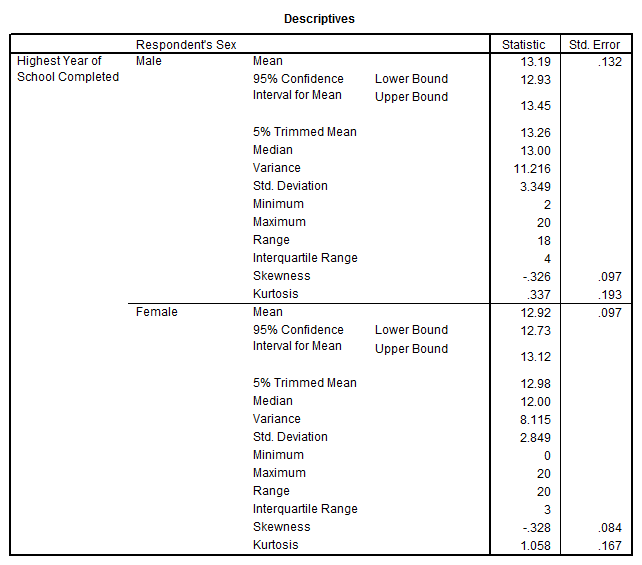 Descriptives
Respondent's Sex Statistic Std. Error
Highest Year of School Completed Male Mean 13.19 .132
95% Confidence Interval for Mean Lower Bound 12.93
Upper Bound 13.45
5% Trimmed Mean 13.26
Median 13.00
Variance 11.216
Std. Deviation 3.349
Minimum 2
Maximum 20
Range 18
Interquartile Range 4
Skewness -.326 .097
Kurtosis .337 .193
Female Mean 12.92 .097
95% Confidence Interval for Mean Lower Bound 12.73
Upper Bound 13.12
5% Trimmed Mean 12.98
Median 12.00
Variance 8.115
Std. Deviation 2.849
Minimum 0
Maximum 20
Range 20
Interquartile Range 3
Skewness -.328 .084
Kurtosis 1.058 .167